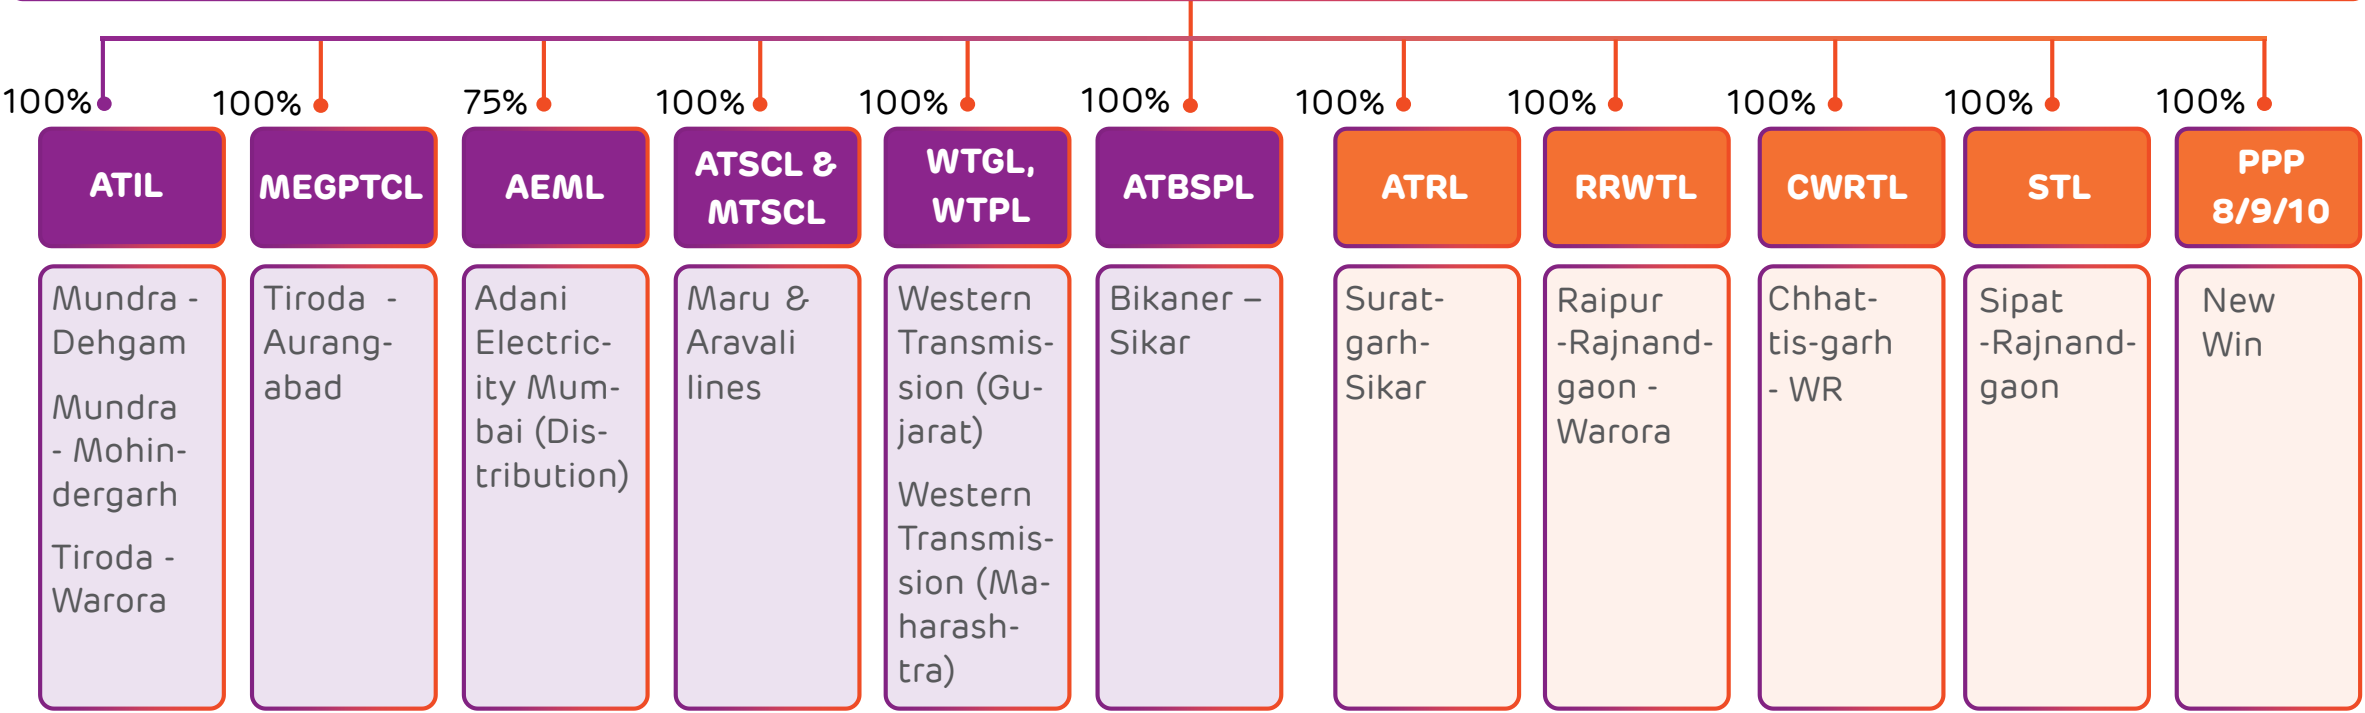 100%
100%
75%
100%
100%
100%
100%
100%
100%
100%
100%
ATIL
Mundra -
Dehgam
Mundra
- Mohin-
dergarh
Tiroda -
Warora
MEGPTCL
Tiroda -
Aurang-
abad
AEML
Adani
Electric-
ity Mum-
bai (Dis-
tribution)
ATSCL &
MTSCL
Maru &
Aravali
lines
WTGL,
WTPL
Western
Transmis-
sion (Gu-
jarat)
Western
Transmis-
sion (Ma-
harash-
tra)
ATBSPL
Bikaner –
Sikar
ATRL
Surat-
garh-
Sikar
RRWTL
Raipur
-Rajnand-
gaon -
Warora
CWRTL
Chhat-
tis-garh
- WR
STL
Sipat
-Rajnand-
gaon
PPP
8/9/10
New
Win